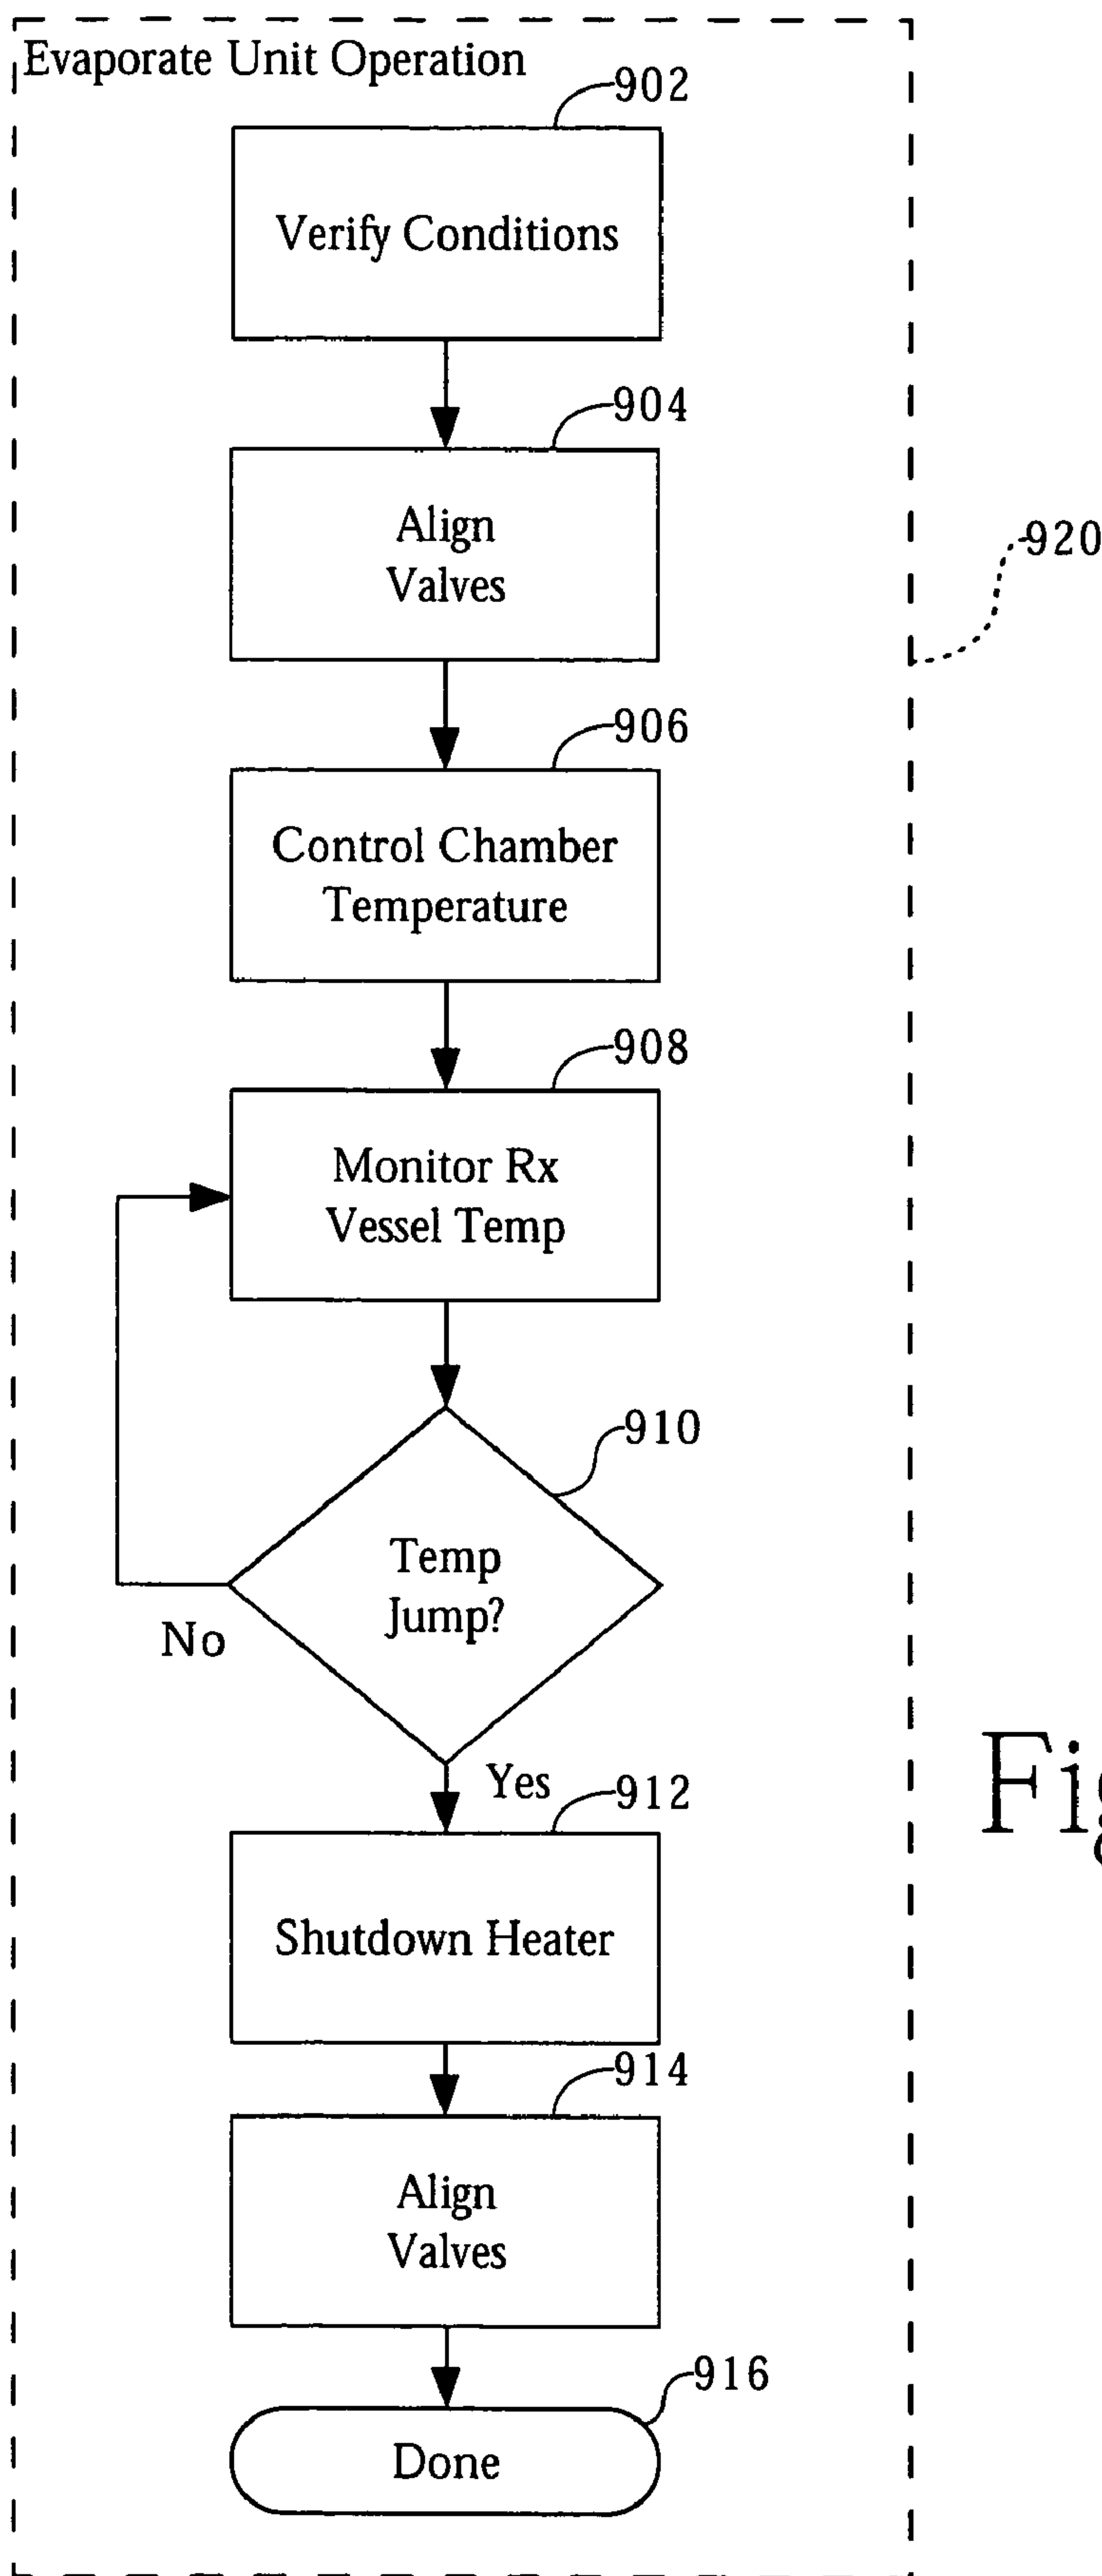 Evaporate Unit Operation
902
Verify Conditions
904
Align
Valves
920
906
Control Chamber
Temperature
908
Monitor Rx
Vessel Temp
910
Temp
Jump?
No
Yes
912
Shutdown Heater
914
Align
Valves
916
Done